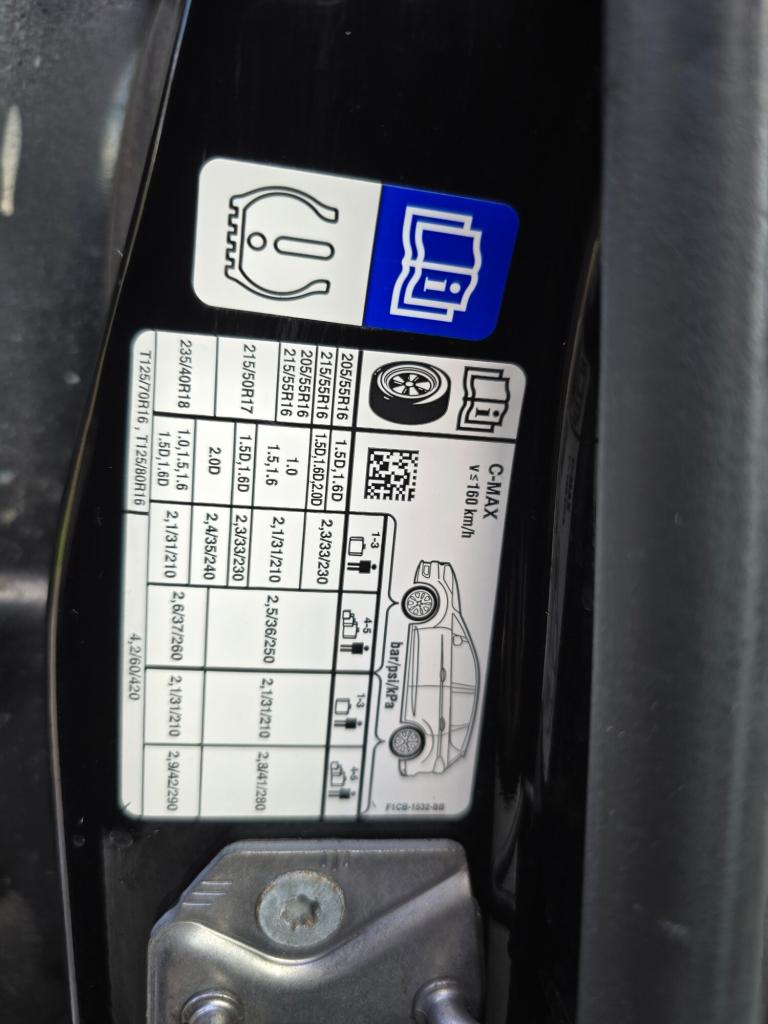 C-MAX
v ≤ 160 km/h
bar/psi/kPa
1-3 4-5 1-3 4-5
205/55R16 1.5D,1.6D
215/55R16 1.5D,1.6D,2.0D 2,3/33/230
205/55R16 1.0
215/55R16 1.5,1.6 2,1/31/210 2,5/36/250 2,1/31/210 2,8/41/280
215/50R17 1.5D,1.6D 2,3/33/230
2.0D 2,4/35/240
235/40R18 1.0,1.5,1.6 2,1/31/210 2,6/37/260 2,1/31/210 2,9/42/290
1.5D,1.6D
T125/70R16 , T125/80R16 4,2/60/420